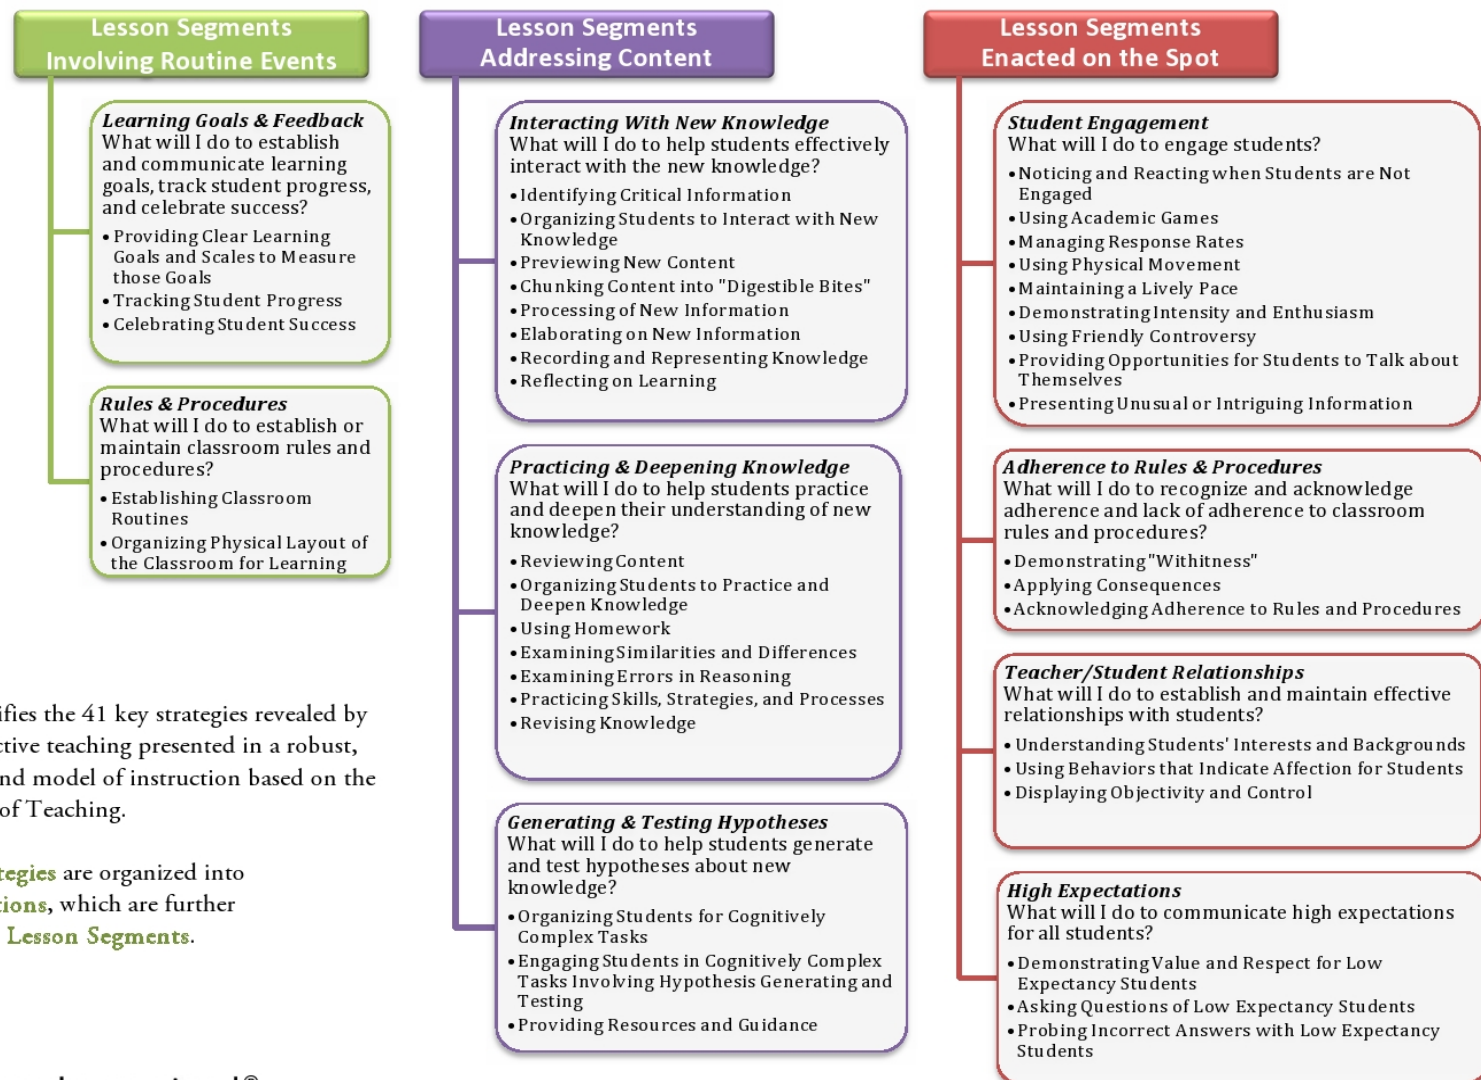 Lesson Segments
Involving Routine Events
Learning Goals & Feedback
What will I do to establish
and communicate learning
goals, track student progress,
and celebrate success?
• Providing Clear Learning
Goals and Scales to Measure
those Goals
• Tracking Student Progress
• Celebrating Student Success
Rules & Procedures
What will I do to establish or
maintain classroom rules and
procedures?
• Establishing Classroom
Routines
• Organizing Physical Layout of
the Classroom for Learning
the 41 key strategies revealed by
teaching presented in a robust,
model of instruction based on the
of Teaching.
are organized into
, which are further
Lesson Segments.
Lesson Segments
Addressing Content
Interacting With New Knowledge
What will I do to help students effectively
interact with the new knowledge?
• Identifying Critical Information
• Organizing Students to Interact with New
Knowledge
• Previewing New Content
• Chunking Content into "Digestible Bites"
• Processing of New Information
• Elaborating on New Information
• Recording and Representing Knowledge
• Reflecting on Learning
Practicing & Deepening Knowledge
What will I do to help students practice
and deepen their understanding of new
knowledge?
• Reviewing Content
• Organizing Students to Practice and
Deepen Knowledge
• Using Homework
• Examining Similarities and Differences
• Examining Errors in Reasoning
• Practicing Skills, Strategies, and Processes
• Revising Knowledge
Generating & Testing Hypotheses
What will I do to help students generate
and test hypotheses about new
knowledge?
• Organizing Students for Cognitively
Complex Tasks
• Engaging Students in Cognitively Complex
Tasks Involving Hypothesis Generating and
Testing
• Providing Resources and Guidance
Lesson Segments
Enacted on the Spot
Student Engagement
What will I do to engage students?
• Noticing and Reacting when Students are Not
Engaged
• Using Academic Games
• Managing Response Rates
• Using Physical Movement
• Maintaining a Lively Pace
• Demonstrating Intensity and Enthusiasm
• Using Friendly Controversy
• Providing Opportunities for Students to Talk about
Themselves
• Presenting Unusual or Intriguing Information
Adherence to Rules & Procedures
What will I do to recognize and acknowledge
adherence and lack of adherence to classroom
rules and procedures?
• Demonstrating "Withitness"
• Applying Consequences
• Acknowledging Adherence to Rules and Procedures
Teacher/Student Relationships
What will I do to establish and maintain effective
relationships with students?
• Understanding Students' Interests and Backgrounds
• Using Behaviors that Indicate Affection for Students
• Displaying Objectivity and Control
High Expectations
What will I do to communicate high expectations
for all students?
• Demonstrating Value and Respect for Low
Expectancy Students
• Asking Questions of Low Expectancy Students
• Probing Incorrect Answers with Low Expectancy
Students